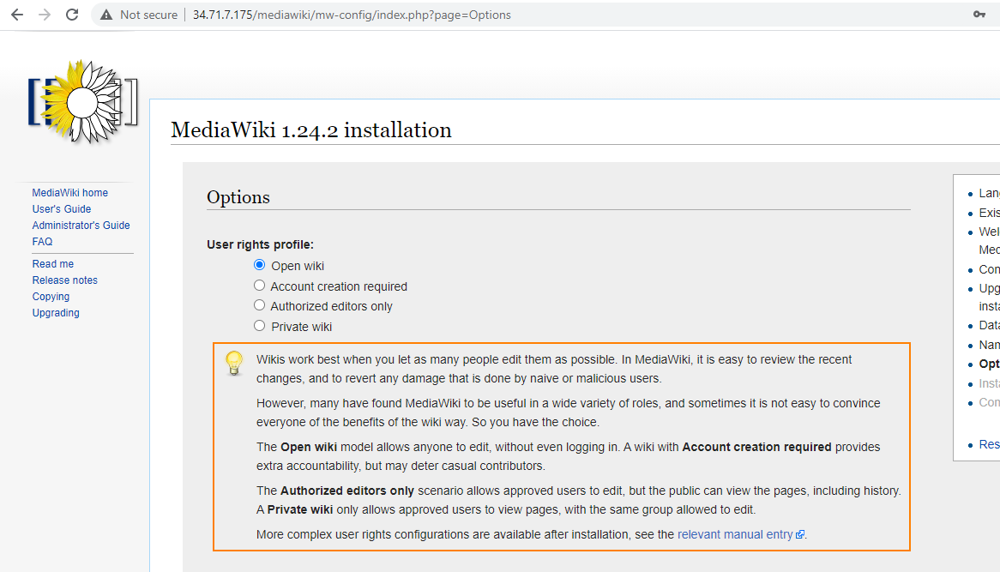 Not secure | 34.71.7.175/mediawiki/mw-config/index.php?page=Options
MediaWiki 1.24.2 installation
MediaWiki home
User's Guide
Administrator's Guide
FAQ
Read me
Release notes
Copying
Upgrading
Options
User rights profile:
Open wiki
Account creation required
Authorized editors only
Private wiki
Wikis work best when you let as many people edit them as possible. In MediaWiki, it is easy to review the recent
changes, and to revert any damage that is done by naive or malicious users.
However, many have found MediaWiki to be useful in a wide variety of roles, and sometimes it is not easy to convince
everyone of the benefits of the wiki way. So you have the choice.
The Open wiki model allows anyone to edit, without even logging in. A wiki with Account creation required provides
extra accountability, but may deter casual contributors.
The Authorized editors only scenario allows approved users to edit, but the public can view the pages, including history.
A Private wiki only allows approved users to view pages, with the same group allowed to edit.
More complex user rights configurations are available after installation, see the relevant manual entry.
Lan
Exis
Wel
Med
Con
Upg
insta
Data
Nam
Opt
Insta
Con
Res